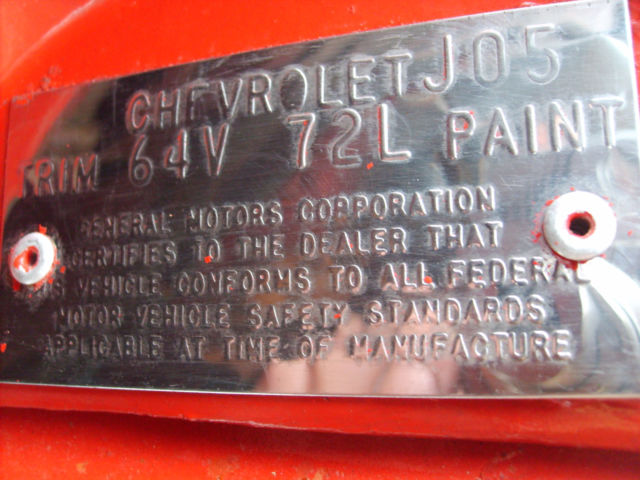 CHEVROLET J05
TRIM 64V 72L PAINT
GENERAL MOTORS CORPORATION
CERTIFIES TO THE DEALER THAT
THIS VEHICLE CONFORMS TO ALL FEDERAL
MOTOR VEHICLE SAFETY STANDARDS
APPLICABLE AT TIME OF MANUFACTURE